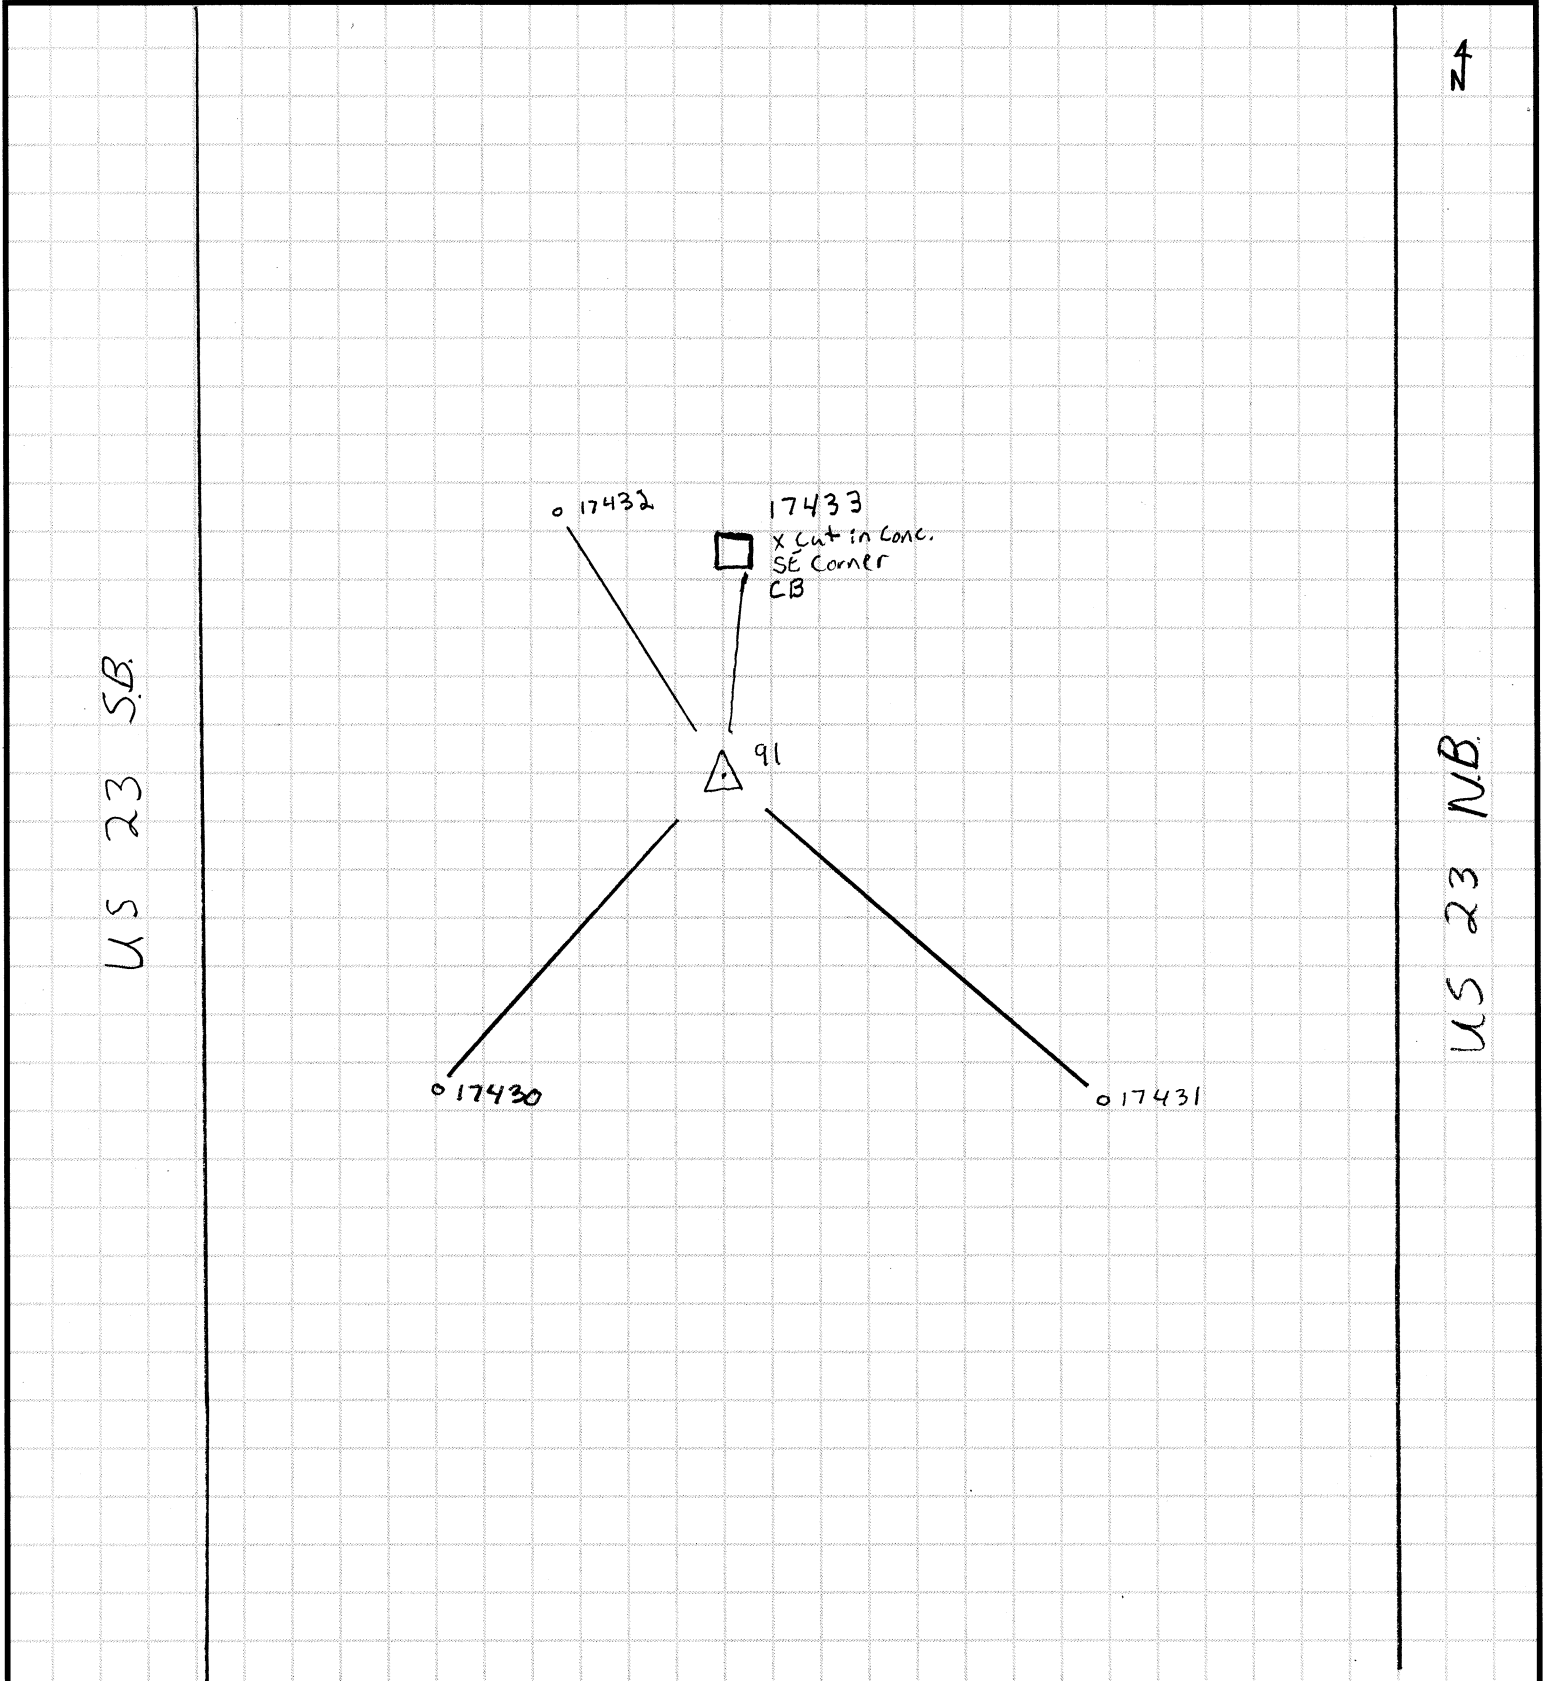 N
17432
17433
x cut in conc.
SE Corner
CB
US 23 S.B.
91
US 23 N.B.
17430
17431